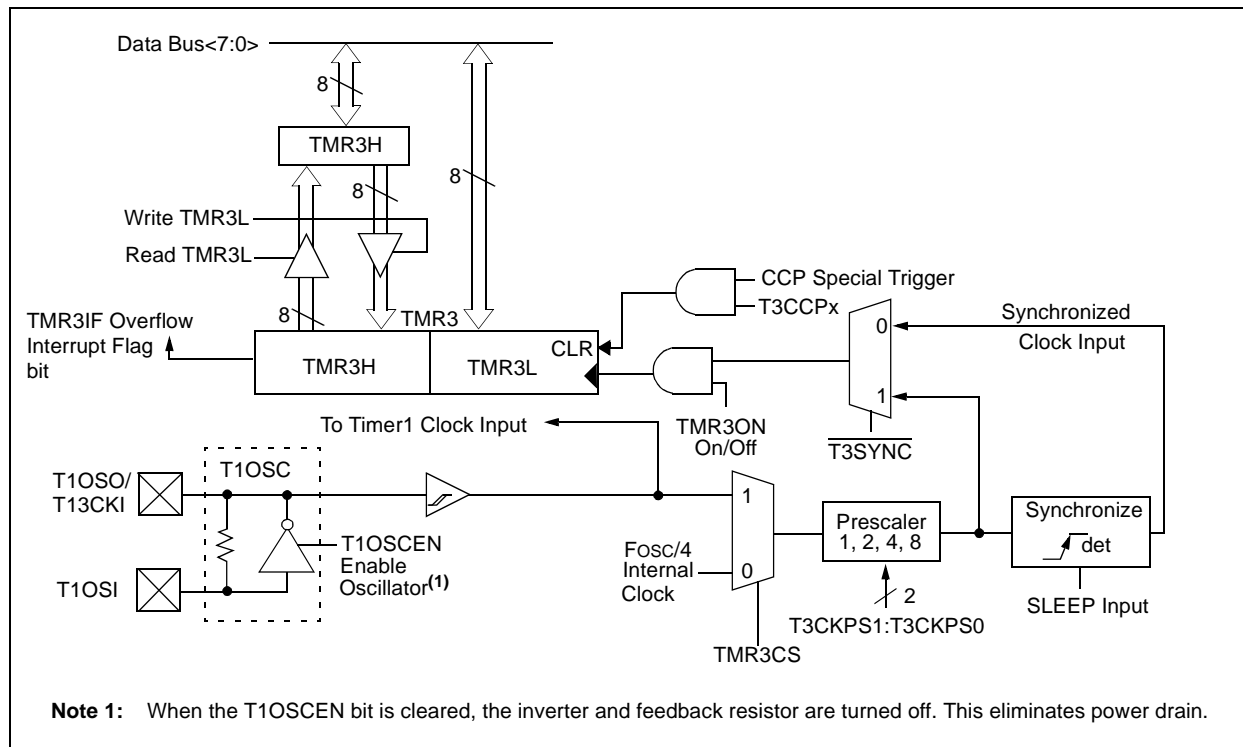 Data Bus<7:0>
8
TMR3H
8
8
Write TMR3L
Read TMR3L
8
TMR3
CCP Special Trigger
T3CCPx
TMR3IF Overflow
Interrupt Flag
bit
TMR3H
TMR3L
CLR
0
Synchronized
Clock Input
1
To Timer1 Clock Input
TMR3ON
On/Off
T3SYNC
T1OSC
T1OSO/
T13CKI
1
Prescaler
1, 2, 4, 8
Synchronize
det
T1OSCEN
Enable
Oscillator(1)
FOSC/4
Internal
Clock
0
T1OSI
2
SLEEP Input
T3CKPS1:T3CKPS0
TMR3CS
Note 1: When the T1OSCEN bit is cleared, the inverter and feedback resistor are turned off. This eliminates power drain.